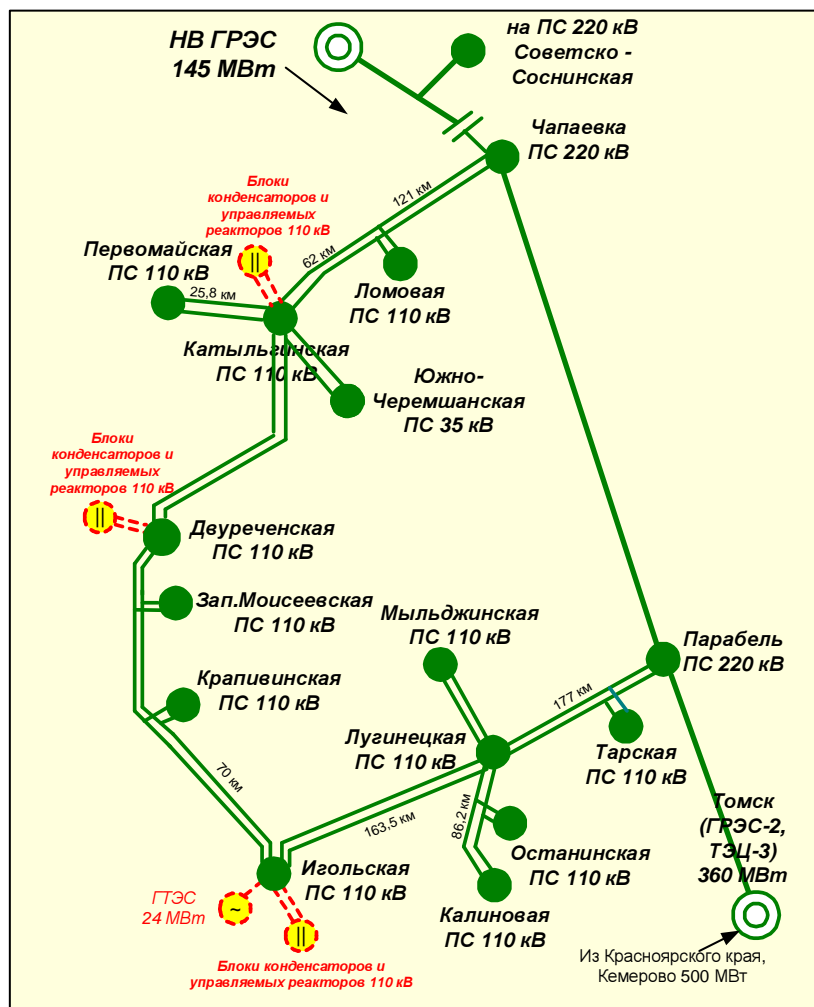 НВ ГРЭС
145 МВт
на ПС 220 кВ
Советско -
Соснинская
Чапаевка
ПС 220 кВ
121 км
Блоки
конденсаторов и
управляемых
реакторов 110 кВ
62 км
Первомайская
ПС 110 кВ
25,8 км
Ломовая
ПС 110 кВ
Катыльгинская
ПС 110 кВ
Южно-
Черемшанская
ПС 35 кВ
Блоки
конденсаторов и
управляемых
реакторов 110 кВ
Двуреченская
ПС 110 кВ
Зап.Моисеевская
ПС 110 кВ
Мыльджинская
ПС 110 кВ
Парабель
ПС 220 кВ
Крапивинская
ПС 110 кВ
177 км
Лугинецкая
ПС 110 кВ
Тарская
ПС 110 кВ
70 км
163,5 км
86,2 км
Томск
(ГРЭС-2,
ТЭЦ-3)
360 МВт
Останинская
ПС 110 кВ
Игольская
ПС 110 кВ
ГТЭС
24 МВт
~
Калиновая
ПС 110 кВ
Из Красноярского края,
Кемерово 500 МВт
Блоки конденсаторов и
управляемых реакторов 110 кВ